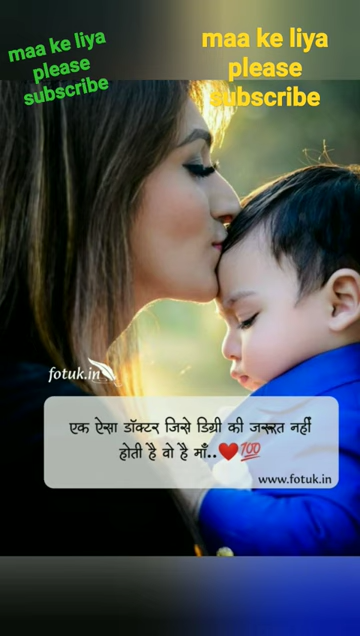 maa ke liya
please
subscribe
maa ke liya
please
subscribe
fotuk.in
एक ऐसा डॉक्टर जिसे डिग्री की जरूरत नहीं
होती है वो है माँ..❤️💯
www.fotuk.in